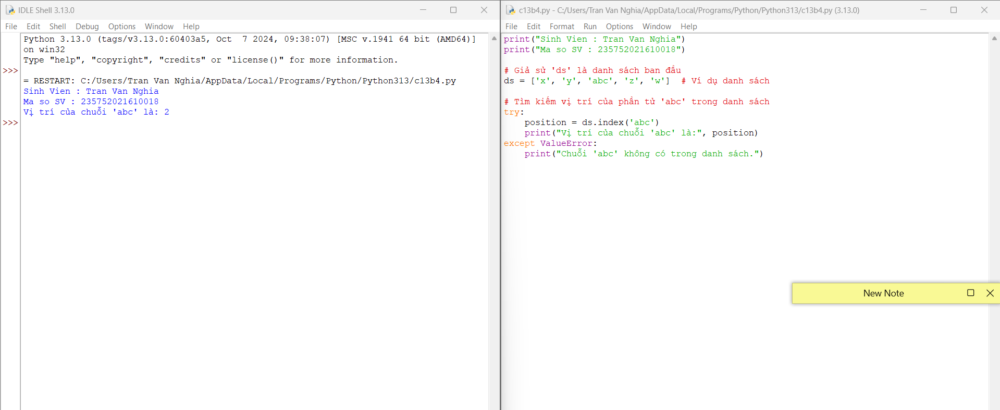 IDLE Shell 3.13.0
File Edit Shell Debug Options Window Help
Python 3.13.0 (tags/v3.13.0:60403a5, Oct  7 2024, 09:38:07) [MSC v.1941 64 bit (AMD64)]
on win32
Type "help", "copyright", "credits" or "license()" for more information.
>>>
= RESTART: C:/Users/Tran Van Nghia/AppData/Local/Programs/Python/Python313/c13b4.py
Sinh Vien : Tran Van Nghia
Ma so SV : 235752021610018
Vị trí của chuỗi 'abc' là: 2
>>>
c13b4.py - C:/Users/Tran Van Nghia/AppData/Local/Programs/Python/Python313/c13b4.py (3.13.0)
File Edit Format Run Options Window Help
print("Sinh Vien : Tran Van Nghia")
print("Ma so SV : 235752021610018")
# Giả sử 'ds' là danh sách ban đầu
ds = ['x', 'y', 'abc', 'z', 'w']  # Ví dụ danh sách
# Tìm kiếm vị trí của phần tử 'abc' trong danh sách
try:
    position = ds.index('abc')
    print("Vị trí của chuỗi 'abc' là:", position)
except ValueError:
    print("Chuỗi 'abc' không có trong danh sách.")
New Note